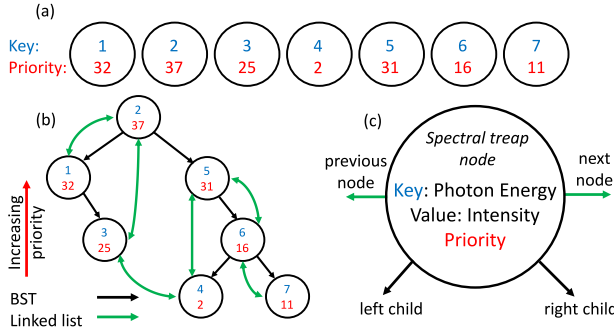 (a)
Key: 1 2 3 4 5 6 7
Priority: 32 37 25 2 31 16 11
(b)
2
37
1
32
5
31
3
25
6
16
4
2
7
11
Increasing
priority
BST
Linked list
(c)
Spectral treap
node
previous
node
next
node
Key: Photon Energy
Value: Intensity
Priority
left child
right child